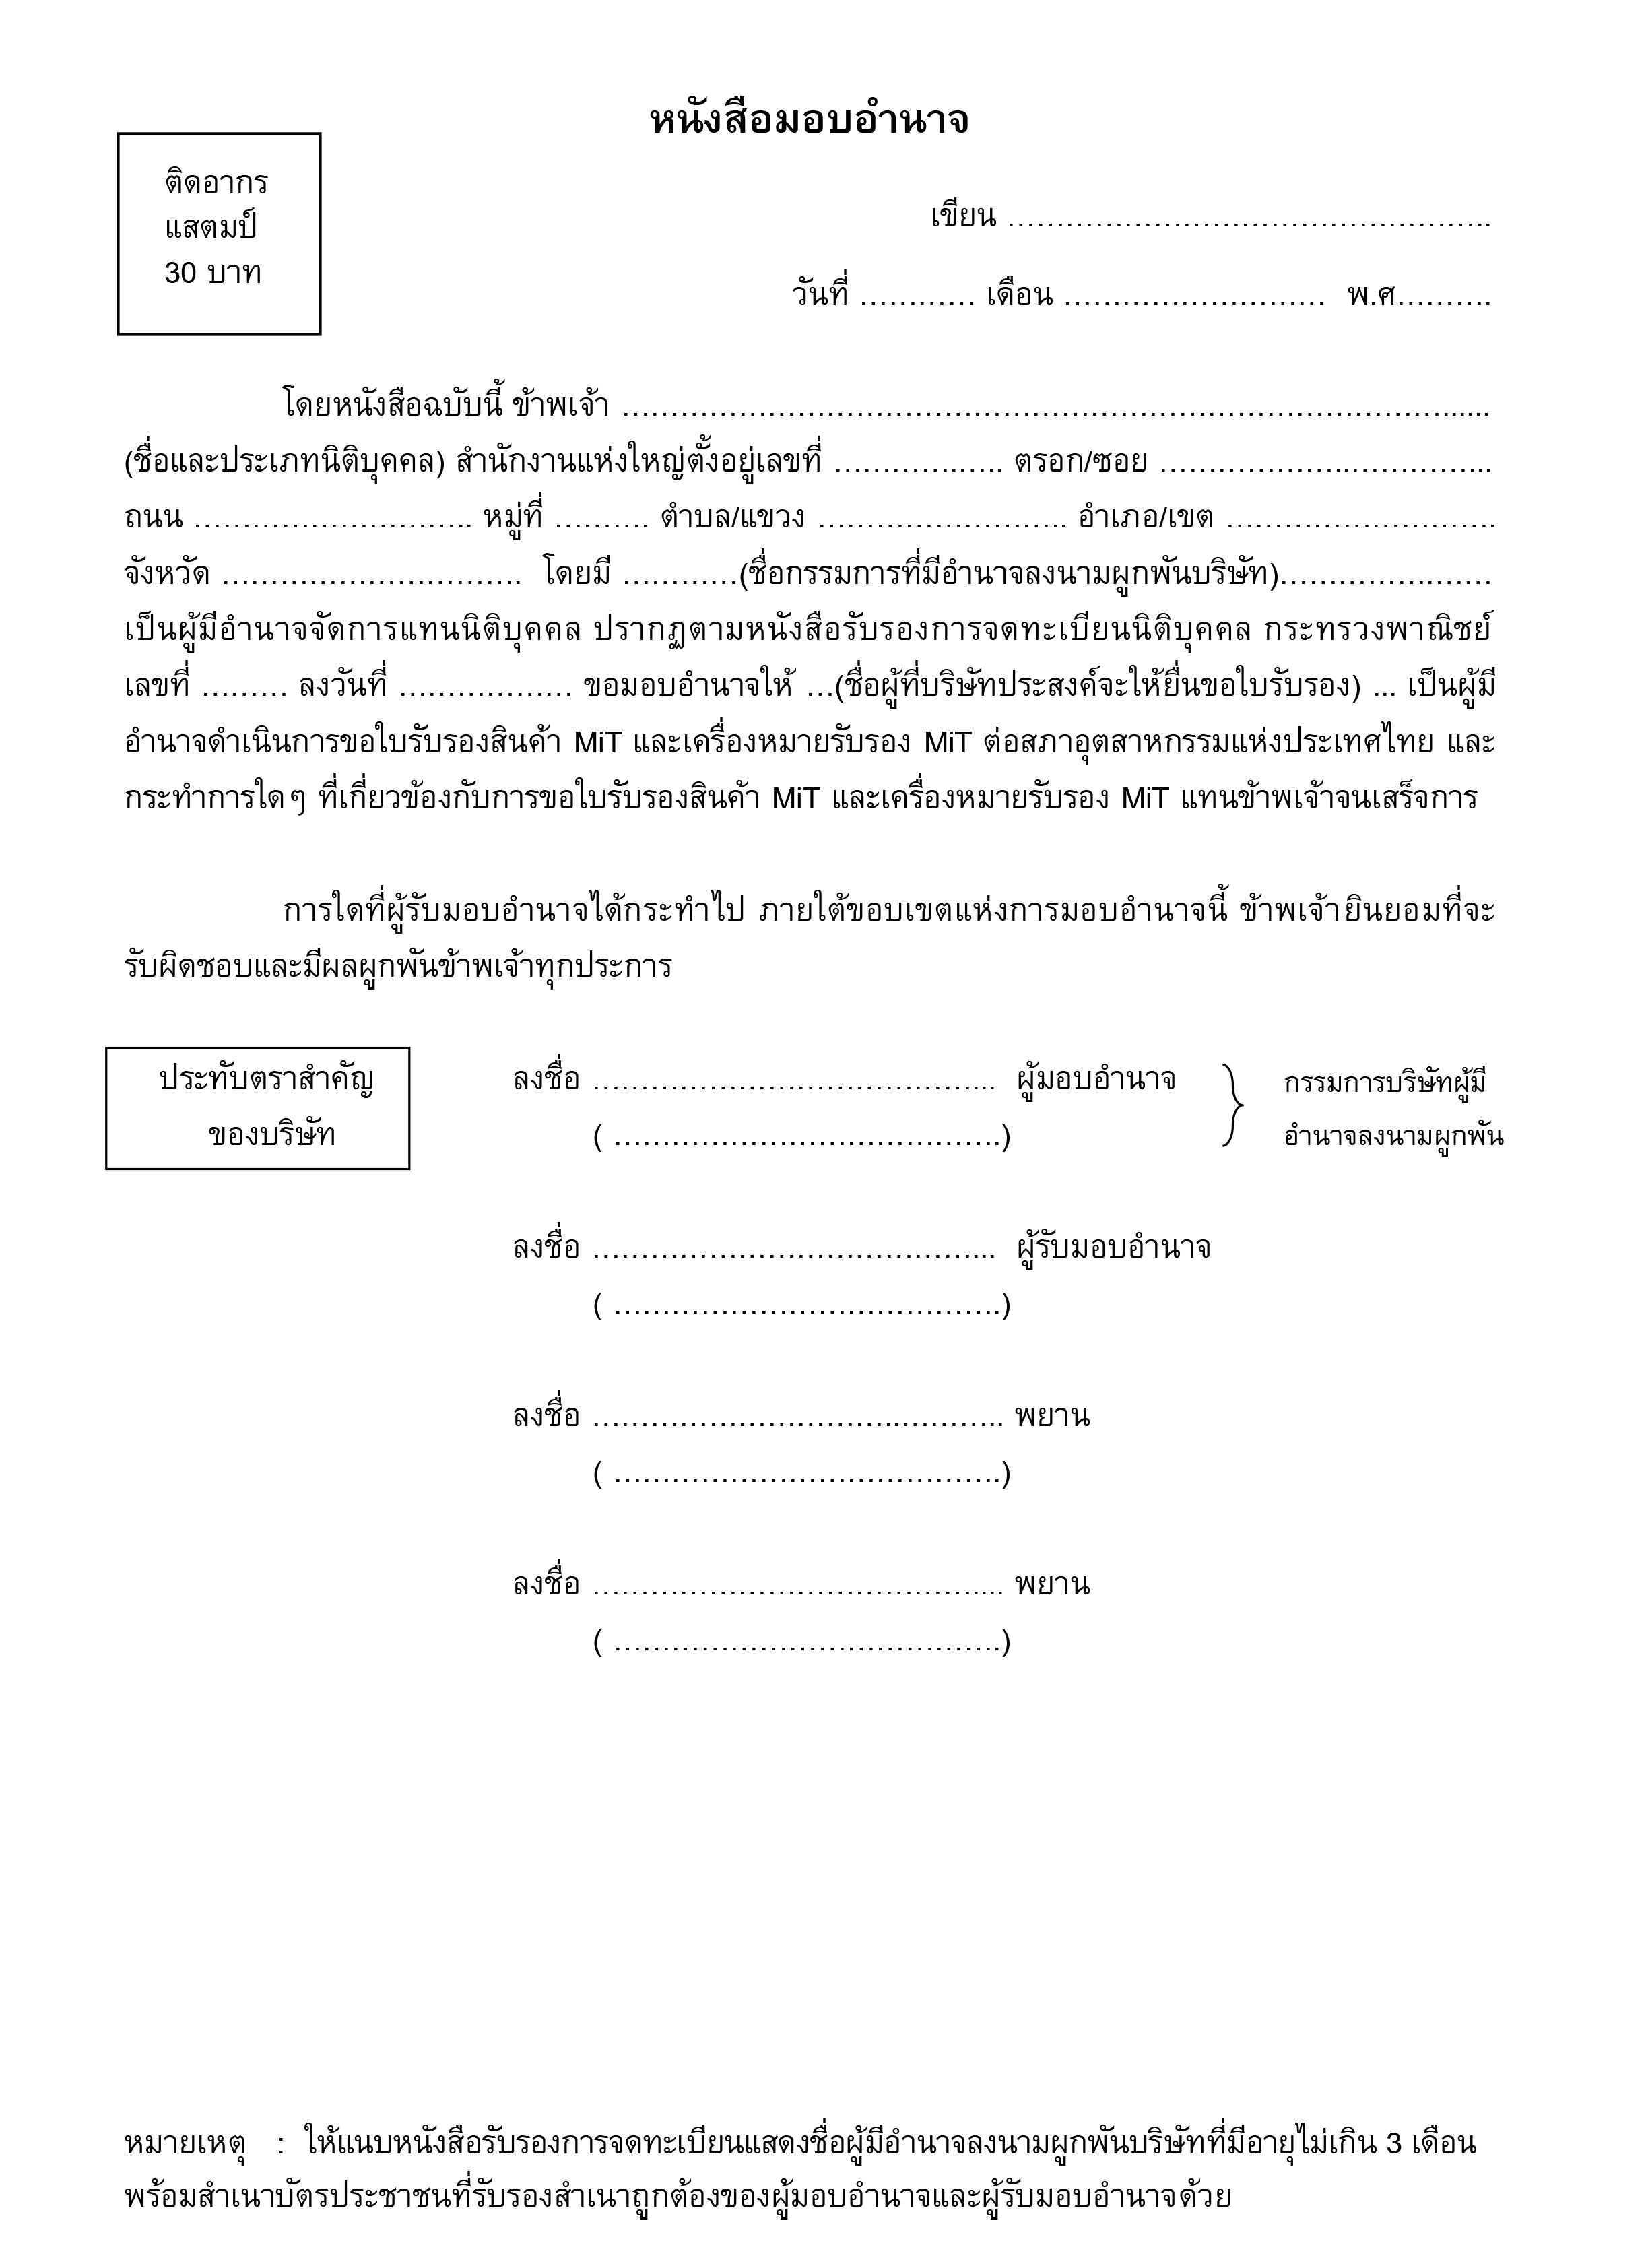 หนังสือมอบอำนาจ
ติดอากร
แสตมป์
30 บาท
เขียน …………………………………………..
วันที่ ………… เดือน ……………………… พ.ศ……….
โดยหนังสือฉบับนี้ ข้าพเจ้า ……………………………………………………………………………......
(ชื่อและประเภทนิติบุคคล) สำนักงานแห่งใหญ่ตั้งอยู่เลขที่ …………..….. ตรอก/ซอย ………………..…………...
ถนน ……………………….. หมู่ที่ ………. ตำบล/แขวง …………………….. อำเภอ/เขต ……………………….
จังหวัด …………………………. โดยมี …………(ชื่อกรรมการที่มีอำนาจลงนามผูกพันบริษัท)………………….
เป็นผู้มีอำนาจจัดการแทนนิติบุคคล ปรากฏตามหนังสือรับรองการจดทะเบียนนิติบุคคล กระทรวงพาณิชย์
เลขที่ ……… ลงวันที่ ……………… ขอมอบอำนาจให้ …(ชื่อผู้ที่บริษัทประสงค์จะให้ยื่นขอใบรับรอง) ... เป็นผู้มี
อำนาจดำเนินการขอใบรับรองสินค้า MiT และเครื่องหมายรับรอง MiT ต่อสภาอุตสาหกรรมแห่งประเทศไทย และ
กระทำการใดๆ ที่เกี่ยวข้องกับการขอใบรับรองสินค้า MiT และเครื่องหมายรับรอง MiT แทนข้าพเจ้าจนเสร็จการ
การใดที่ผู้รับมอบอำนาจได้กระทำไป ภายใต้ขอบเขตแห่งการมอบอำนาจนี้ ข้าพเจ้ายินยอมที่จะ
รับผิดชอบและมีผลผูกพันข้าพเจ้าทุกประการ
ประทับตราสำคัญ
ของบริษัท
ลงชื่อ …………………………………... ผู้มอบอำนาจ
( ………………………………….)
กรรมการบริษัทผู้มี
อำนาจลงนามผูกพัน
ลงชื่อ …………………………………... ผู้รับมอบอำนาจ
( ………………………………….)
ลงชื่อ …………………………..……….. พยาน
( ………………………………….)
ลงชื่อ ………………………………….... พยาน
( ………………………………….)
หมายเหตุ : ให้แนบหนังสือรับรองการจดทะเบียนแสดงชื่อผู้มีอำนาจลงนามผูกพันบริษัทที่มีอายุไม่เกิน 3 เดือน
พร้อมสำเนาบัตรประชาชนที่รับรองสำเนาถูกต้องของผู้มอบอำนาจและผู้รับมอบอำนาจด้วย